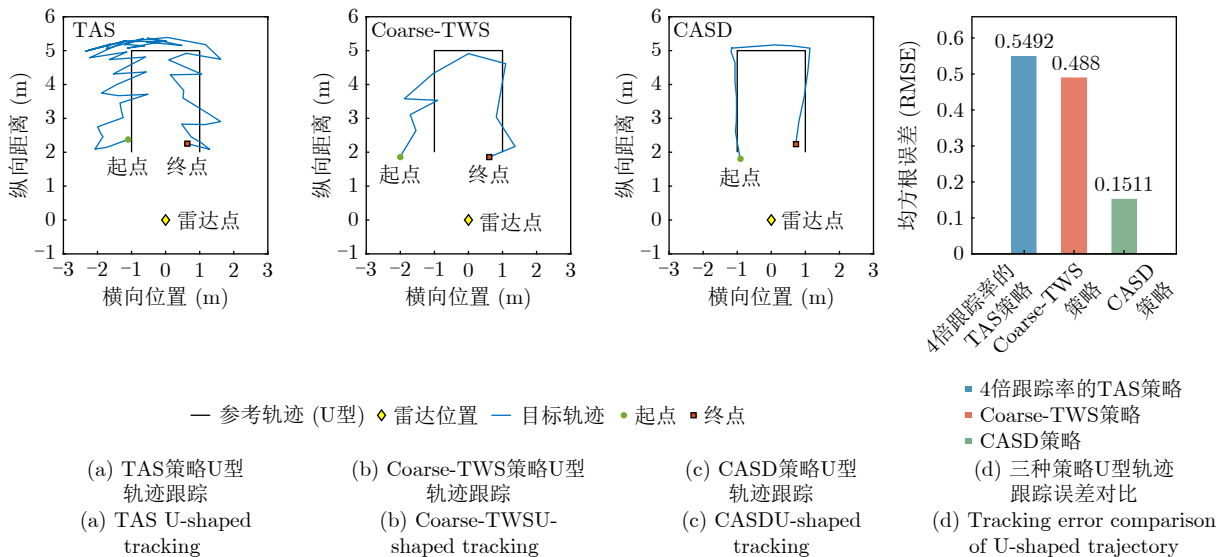 TAS
6
5
4
3
2
1
0
−1
纵向距离 (m)
起点
终点
雷达点
−3 −2 −1 0 1 2 3
横向位置 (m)
Coarse-TWS
6
5
4
3
2
1
0
−1
纵向距离 (m)
起点
终点
雷达点
−3 −2 −1 0 1 2 3
横向位置 (m)
CASD
6
5
4
3
2
1
0
−1
纵向距离 (m)
起点
雷达点
−3 −2 −1 0 1 2 3
横向位置 (m)
均方根误差 (RMSE)
0.6
0.5
0.4
0.3
0.2
0.1
0
0.5492
0.488
0.1511
4倍跟踪率的
TAS策略
Coarse-TWS
策略
CASD
策略
4倍跟踪率的TAS策略
Coarse-TWS策略
CASD策略
参考轨迹 (U型) 雷达位置 目标轨迹 起点 终点
(a) TAS策略U型
轨迹跟踪
(a) TAS U-shaped
tracking
(b) Coarse-TWS策略U型
轨迹跟踪
(b) Coarse-TWSU-
shaped tracking
(c) CASD策略U型
轨迹跟踪
(c) CASDU-shaped
tracking
(d) 三种策略U型轨迹
跟踪误差对比
(d) Tracking error comparison
of U-shaped trajectory